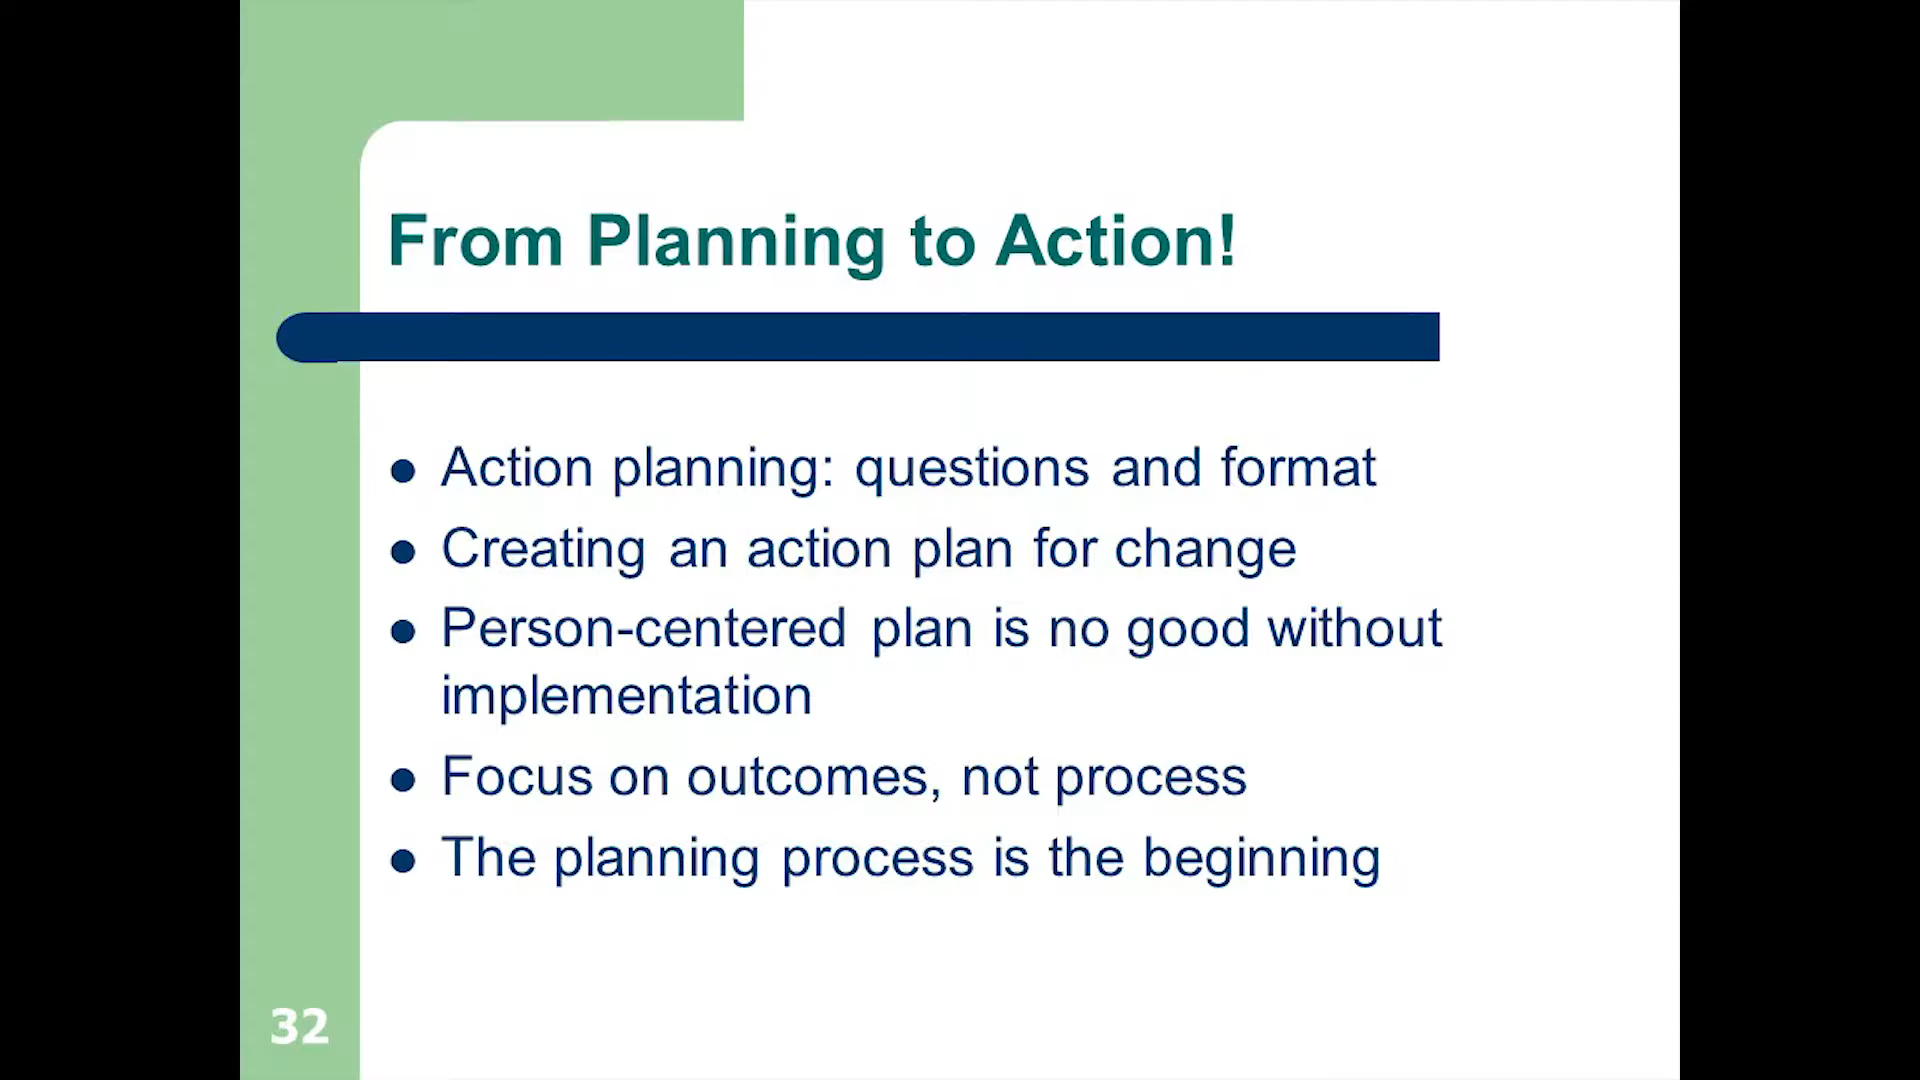 From Planning to Action!
● Action planning: questions and format
● Creating an action plan for change
● Person-centered plan is no good without
implementation
● Focus on outcomes, not process
● The planning process is the beginning
32